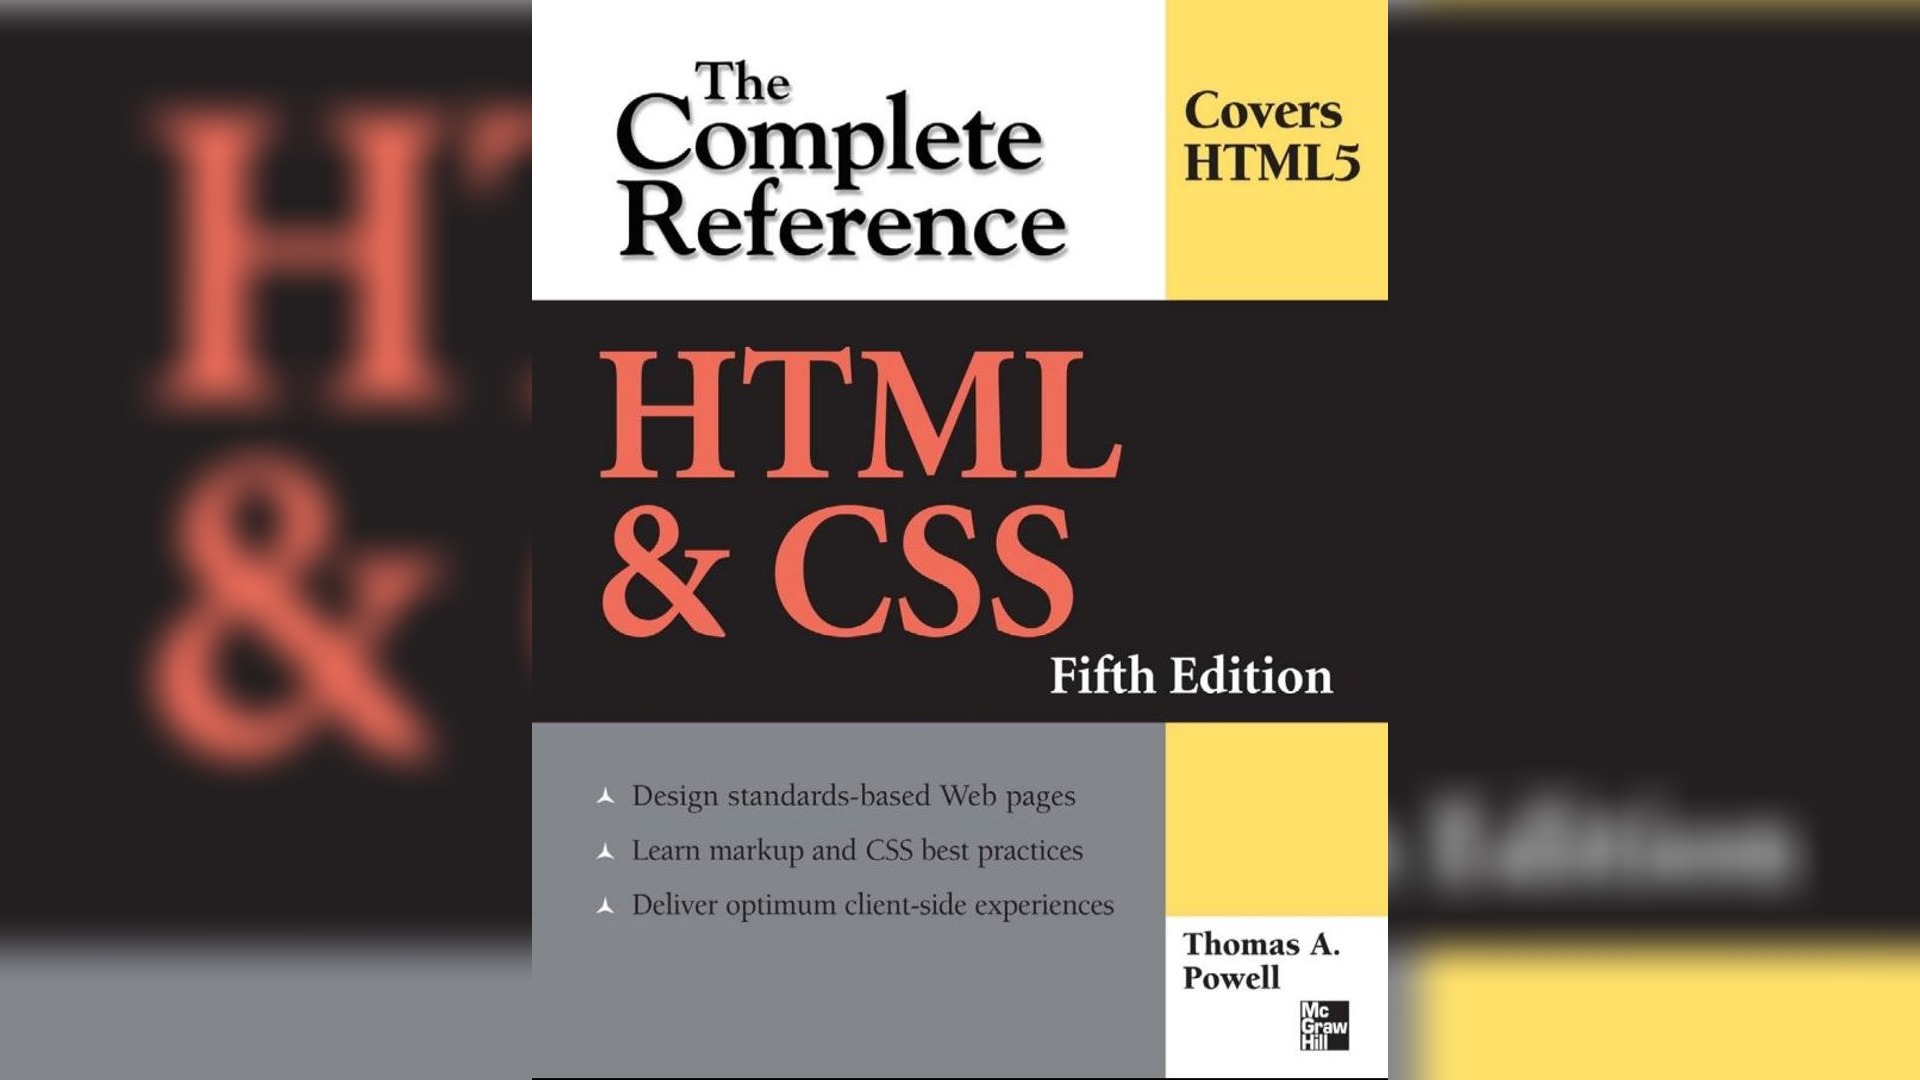 The
Complete
Reference
Covers
HTML5
HTML
& CSS
Fifth Edition
Design standards-based Web pages
Learn markup and CSS best practices
Deliver optimum client-side experiences
Thomas A.
Powell
Mc
Graw
Hill